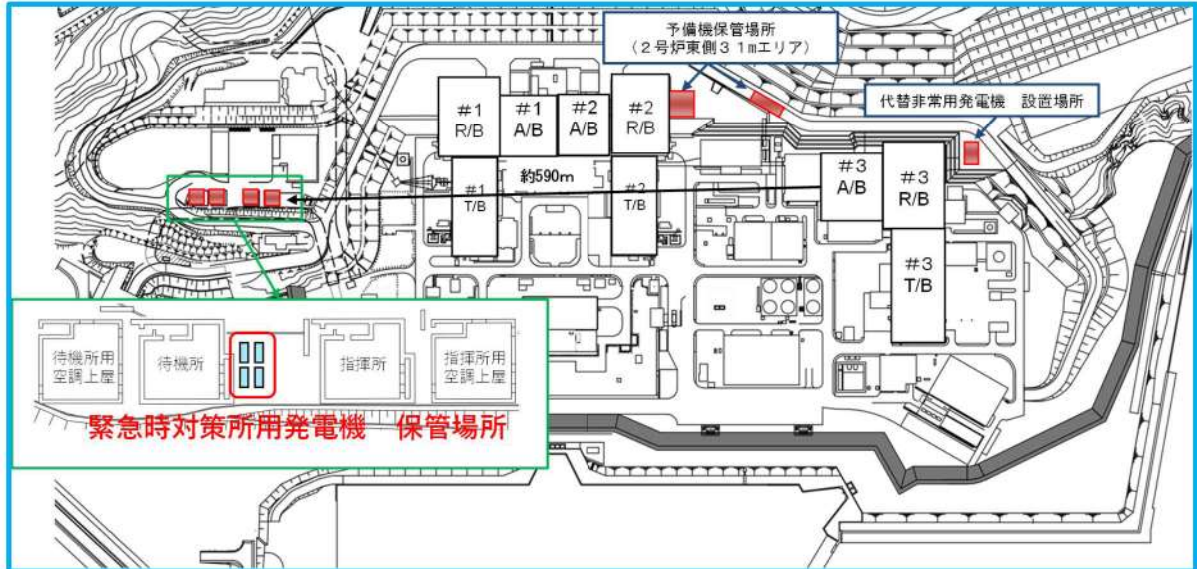 予備機保管場所
（２号炉東側３１ｍエリア）
代替非常用発電機　設置場所
#1
R/B
#1
A/B
#2
A/B
#2
R/B
#3
A/B
#3
R/B
#1
T/B
約590m
#2
T/B
#3
T/B
待機所用
空調上屋
待機所
指揮所
指揮所用
空調上屋
緊急時対策所用発電機　保管場所